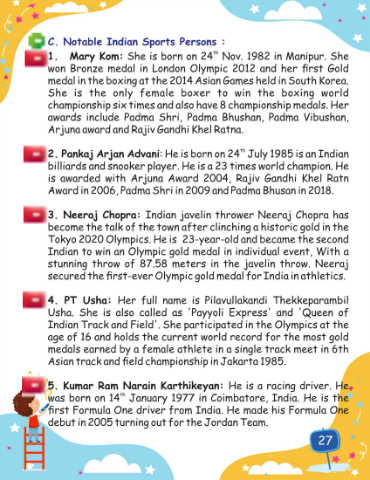 C. Notable Indian Sports Persons :
1. Mary Kom: She is born on 24th Nov. 1982 in Manipur. She
won Bronze medal in London Olympic 2012 and her first Gold
medal in the boxing at the 2014 Asian Games held in South Korea.
She is the only female boxer to win the boxing world
championship six times and also have 8 championship medals. Her
awards include Padma Shri, Padma Bhushan, Padma Vibushan,
Arjuna award and Rajiv Gandhi Khel Ratna.
2. Pankaj Arjan Advani: He is born on 24th July 1985 is an Indian
billiards and snooker player. He is a 23 times world champion. He
is awarded with Arjuna Award 2004, Rajiv Gandhi Khel Ratn
Award in 2006, Padma Shri in 2009 and Padma Bhusan in 2018.
3. Neeraj Chopra: Indian javelin thrower Neeraj Chopra has
become the talk of the town after clinching a historic gold in the
Tokyo 2020 Olympics. He is 23-year-old and became the second
Indian to win an Olympic gold medal in individual event, With a
stunning throw of 87.58 meters in the javelin throw, Neeraj
secured the first-ever Olympic gold medal for India in athletics.
4. PT Usha: Her full name is Pilavullakandi Thekkeparambil
Usha. She is also called as 'Payyoli Express' and 'Queen of
Indian Track and Field'. She participated in the Olympics at the
age of 16 and holds the current world record for the most gold
medals earned by a female athlete in a single track meet in 6th
Asian track and field championship in Jakarta 1985.
5. Kumar Ram Narain Karthikeyan: He is a racing driver. He
was born on 14th January 1977 in Coimbatore, India. He is the
first Formula One driver from India. He made his Formula One
debut in 2005 turning out for the Jordan Team.
27